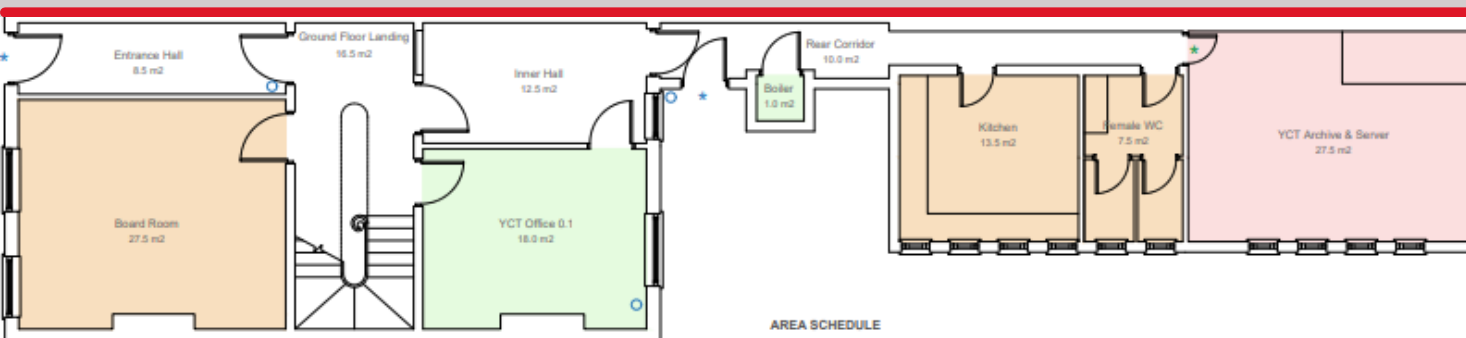 Entrance Hall
8.5 m2
Ground Floor Landing
16.5 m2
Inner Hall
12.5 m2
Rear Corridor
10.0 m2
Boiler
1.0 m2
Kitchen
13.5 m2
Female WC
7.5 m2
YCT Archive & Server
27.5 m2
Board Room
27.5 m2
YCT Office 0.1
18.0 m2
AREA SCHEDULE